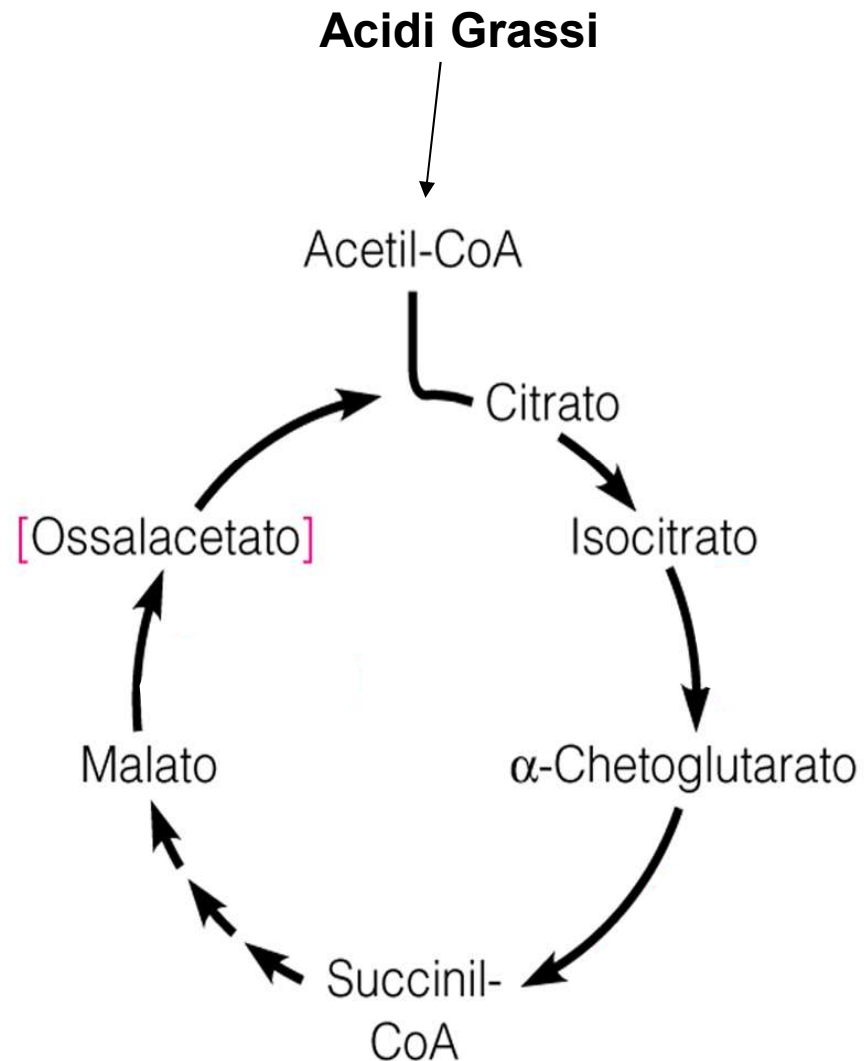 Acidi Grassi
Acetil-CoA
Citrato
[Ossalacetato]
Isocitrato
Malato
α-Chetoglutarato
Succinil-
CoA